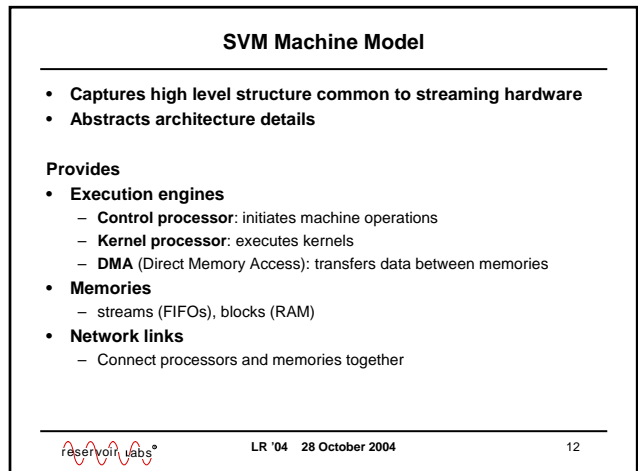 SVM Machine Model
• Captures high level structure common to streaming hardware
• Abstracts architecture details
Provides
• Execution engines
– Control processor: initiates machine operations
– Kernel processor: executes kernels
– DMA (Direct Memory Access): transfers data between memories
• Memories
– streams (FIFOs), blocks (RAM)
• Network links
– Connect processors and memories together
reservoir labs
LR '04 28 October 2004
12